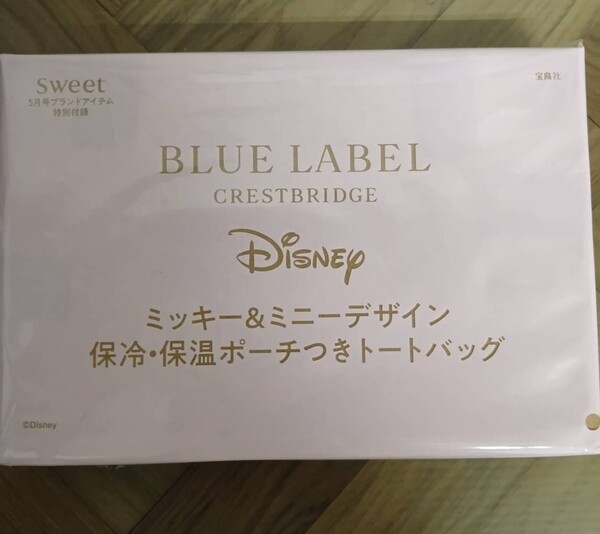 sweet
5月号ブランドアイテム
特別付録
宝島社
BLUE LABEL
CRESTBRIDGE
Disney
ミッキー&ミニーデザイン
保冷・保温ポーチつきトートバッグ
©Disney